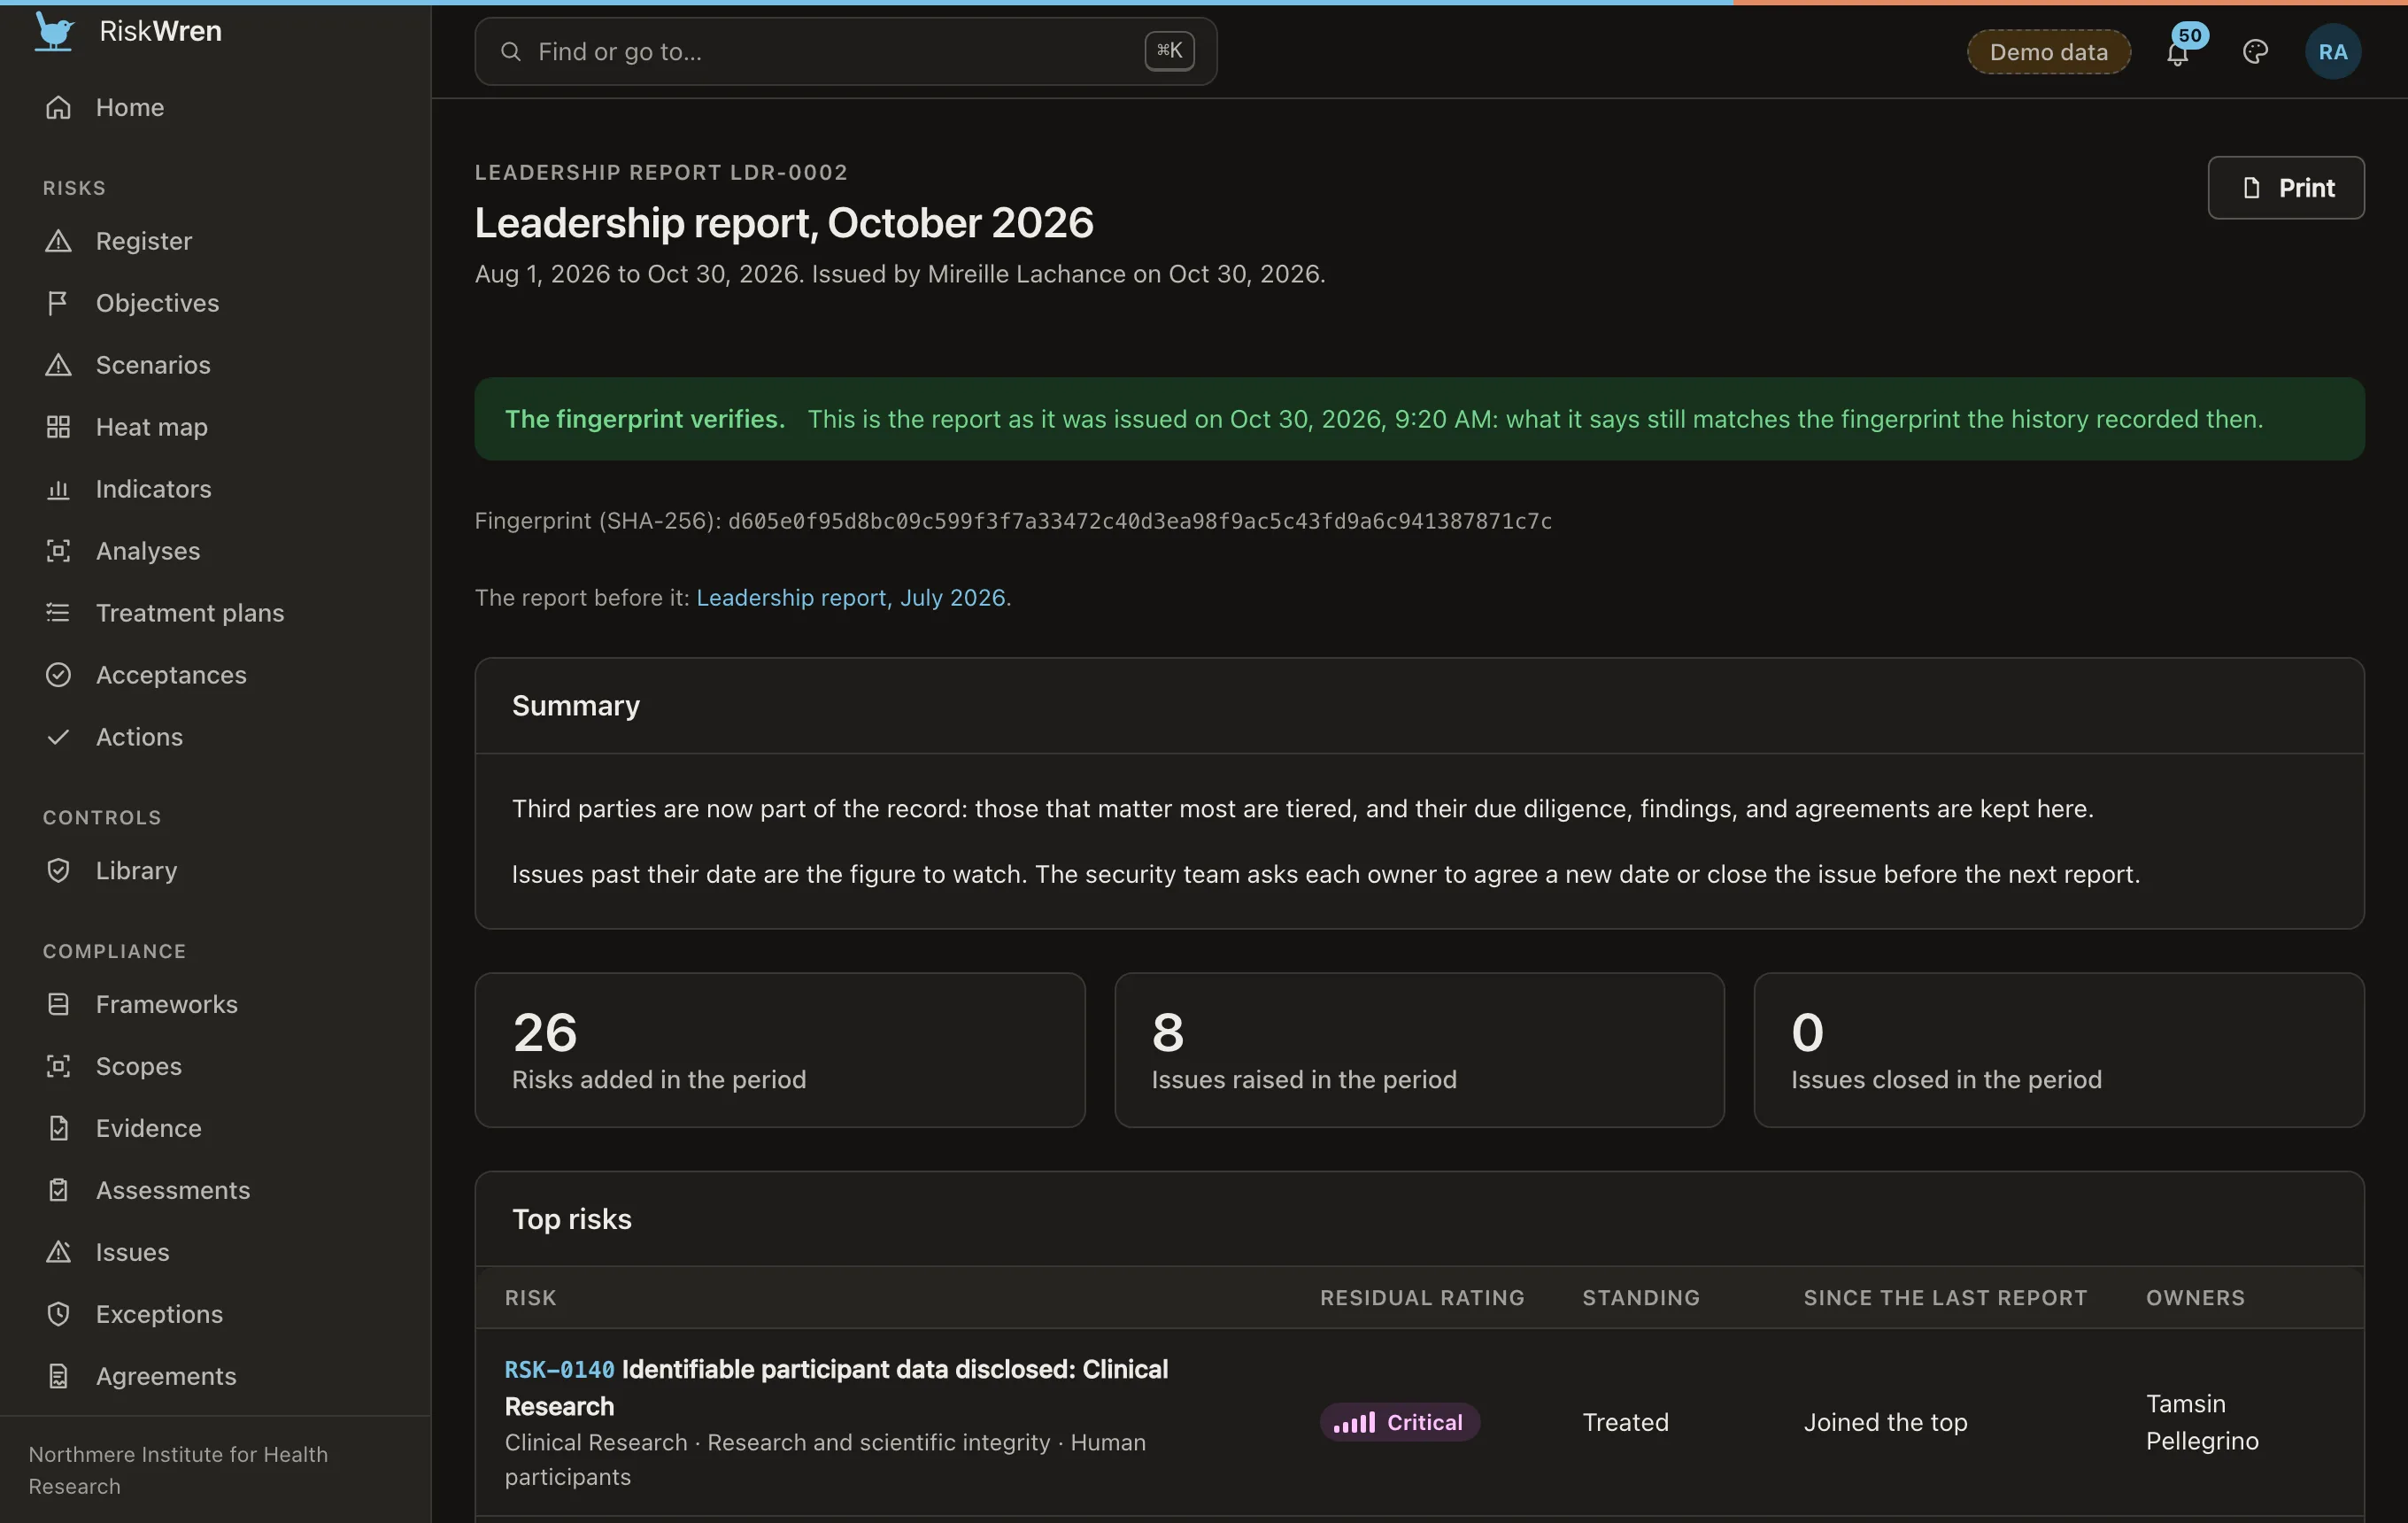 RiskWren
Find or go to...
⌘K
Demo data
50
RA
Home
RISKS
Register
Objectives
Scenarios
Heat map
Indicators
Analyses
Treatment plans
Acceptances
Actions
CONTROLS
Library
COMPLIANCE
Frameworks
Scopes
Evidence
Assessments
Issues
Exceptions
Agreements
Northmere Institute for Health
Research
LEADERSHIP REPORT LDR-0002
Leadership report, October 2026
Aug 1, 2026 to Oct 30, 2026. Issued by Mireille Lachance on Oct 30, 2026.
Print
The fingerprint verifies. This is the report as it was issued on Oct 30, 2026, 9:20 AM: what it says still matches the fingerprint the history recorded then.
Fingerprint (SHA-256): d605e0f95d8bc09c599f3f7a33472c40d3ea98f9ac5c43fd9a6c941387871c7c
The report before it: Leadership report, July 2026.
Summary
Third parties are now part of the record: those that matter most are tiered, and their due diligence, findings, and agreements are kept here.
Issues past their date are the figure to watch. The security team asks each owner to agree a new date or close the issue before the next report.
26
Risks added in the period
8
Issues raised in the period
0
Issues closed in the period
Top risks
RISK RESIDUAL RATING STANDING SINCE THE LAST REPORT OWNERS
RSK-0140 Identifiable participant data disclosed: Clinical
Research
Clinical Research · Research and scientific integrity · Human
participants
Critical
Treated
Joined the top
Tamsin
Pellegrino